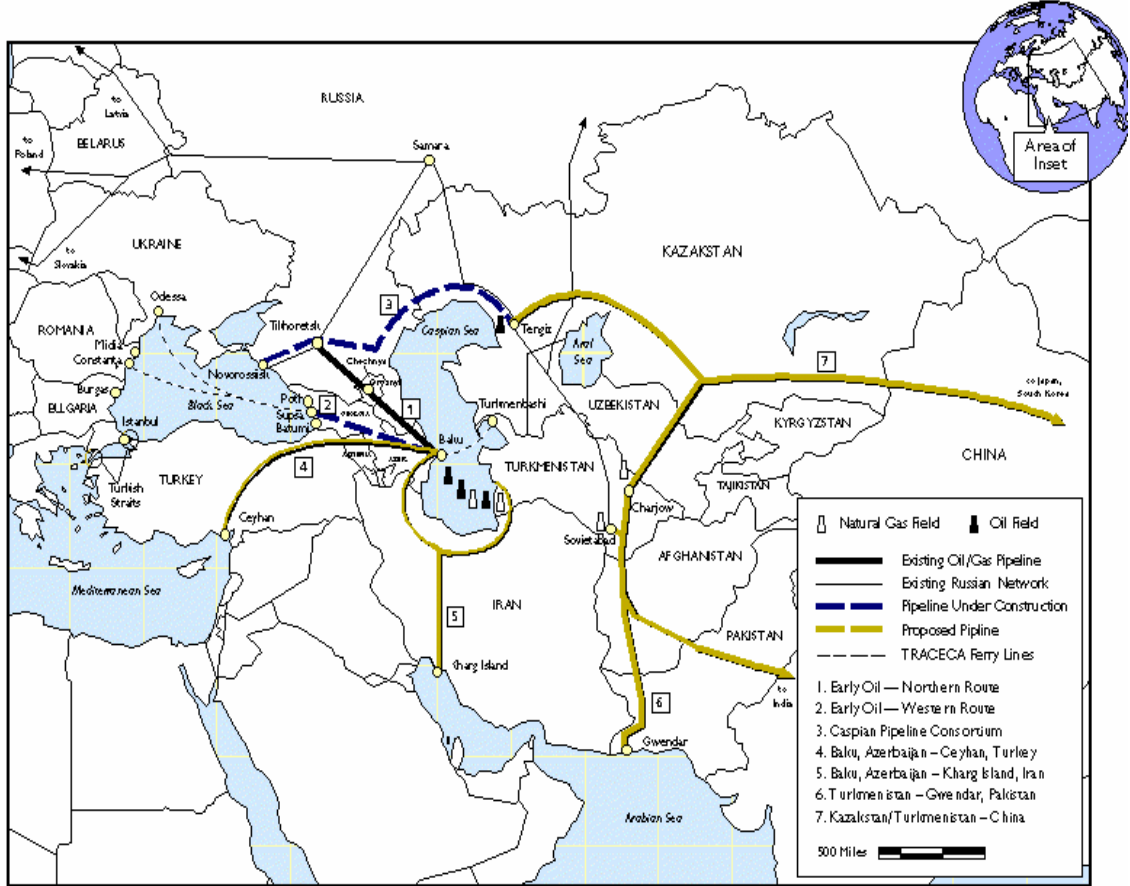 Area of
Inset
RUSSIA
to
Latvia
BELARUS
to
Poland
Samara
UKRAINE
to
Slovakia
KAZAKSTAN
Odessa
3
Tilhoretsk
Caspian Sea
Tengiz
ROMANIA
Midia
Constanta
Aral
Sea
7
to Japan,
South Korea
Chechnya
Novorossiisk
Grozny
Burgas
BULGARIA
Black Sea
Poti
Supsa
Batumi
2
1
Turkmenbashi
UZBEKISTAN
KYRGYZSTAN
Istanbul
Baku
CHINA
4
TURKEY
TURKMENISTAN
TAJIKISTAN
Turkish
Straits
Charjow
Ceyhan
Sovietabad
AFGHANISTAN
Mediterranean Sea
IRAN
5
PAKISTAN
Kharg Island
to
India
6
Gwendar
Arabian Sea
Natural Gas Field
Oil Field
Existing Oil/Gas Pipeline
Existing Russian Network
Pipeline Under Construction
Proposed Pipline
TRACECA Ferry Lines
1. Early Oil — Northern Route
2. Early Oil — Western Route
3. Caspian Pipeline Consortium
4. Baku, Azerbaijan – Ceyhan, Turkey
5. Baku, Azerbaijan – Kharg Island, Iran
6. Turkmenistan – Gwendar, Pakistan
7. Kazakstan/Turkmenistan – China
500 Miles